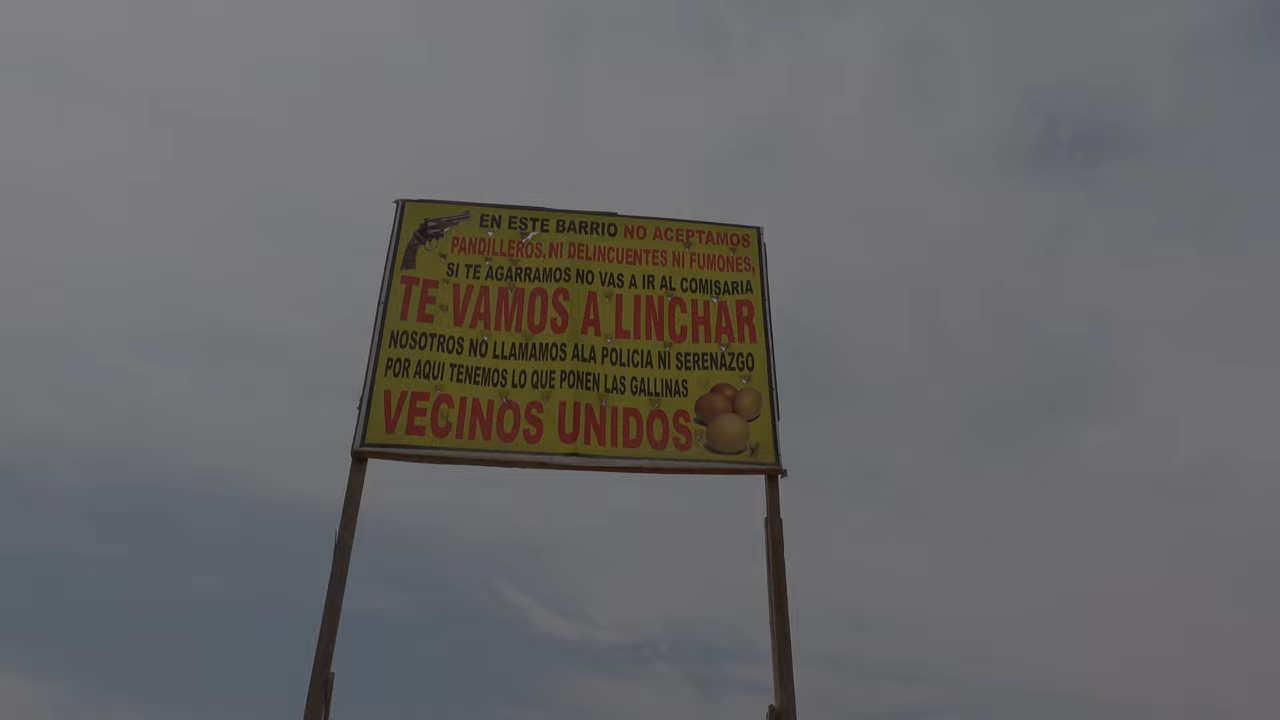 EN ESTE BARRIO NO ACEPTAMOS
PANDILLEROS, NI DELINCUENTES NI FUMONES,
SI TE AGARRAMOS NO VAS A IR AL COMISARIA
TE VAMOS A LINCHAR
NOSOTROS NO LLAMAMOS ALA POLICIA NI SERENAZGO
POR AQUI TENEMOS LO QUE PONEN LAS GALLINAS
VECINOS UNIDOS